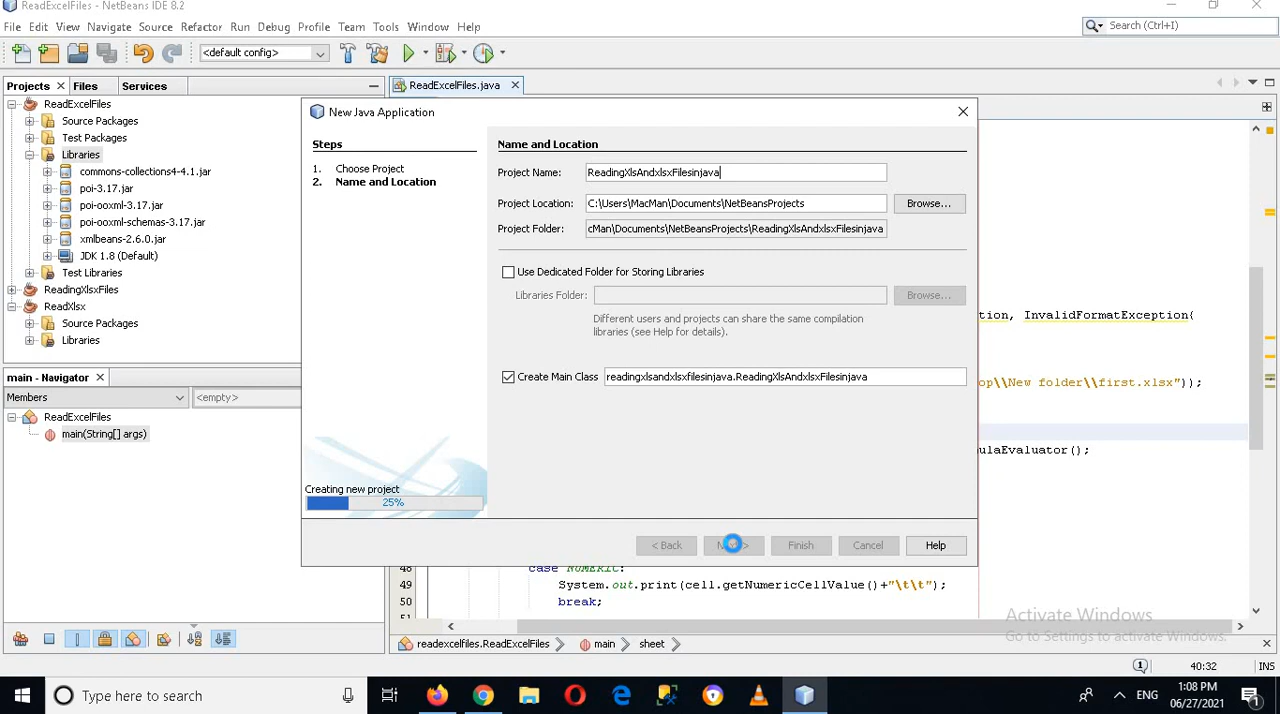 ReadExcelFiles - NetBeans IDE 8.2
File Edit View Navigate Source Refactor Run Debug Profile Team Tools Window Help
Search (Ctrl+I)
<default config>
Projects Files Services
ReadExcelFiles.java
ReadExcelFiles
Source Packages
Test Packages
Libraries
commons-collections4-4.1.jar
poi-3.17.jar
poi-ooxml-3.17.jar
poi-ooxml-schemas-3.17.jar
xmlbeans-2.6.0.jar
JDK 1.8 (Default)
Test Libraries
ReadingXlsxFiles
ReadXlsx
Source Packages
Libraries
main - Navigator
Members
<empty>
ReadExcelFiles
main(String[] args)
New Java Application
Steps
1. Choose Project
2. Name and Location
Creating new project
25%
Name and Location
Project Name: ReadingXlsAndxlsxFilesinjava
Project Location: C:\Users\MacMan\Documents\NetBeansProjects Browse...
Project Folder: cMan\Documents\NetBeansProjects\ReadingXlsAndxlsxFilesinjava
Use Dedicated Folder for Storing Libraries
Libraries Folder: Browse...
Different users and projects can share the same compilation
libraries (see Help for details).
Create Main Class readingxlsandxlsxfilesinjava.ReadingXlsAndxlsxFilesinjava
< Back Finish Cancel Help
tion, InvalidFormatException{
op\\New folder\\first.xlsx"));
ulaEvaluator();
48 case NUMERIC:
49 System.out.print(cell.getNumericCellValue()+"\t\t");
50 break;
51
Activate Windows
Go to Settings to activate Windows.
readexcelfiles.ReadExcelFiles main sheet
1 40:32 INS
Type here to search
ENG
1:08 PM
06/27/2021
1